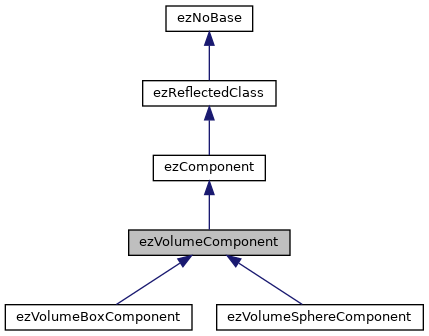 ezNoBase
ezReflectedClass
ezComponent
ezVolumeComponent
ezVolumeBoxComponent
ezVolumeSphereComponent